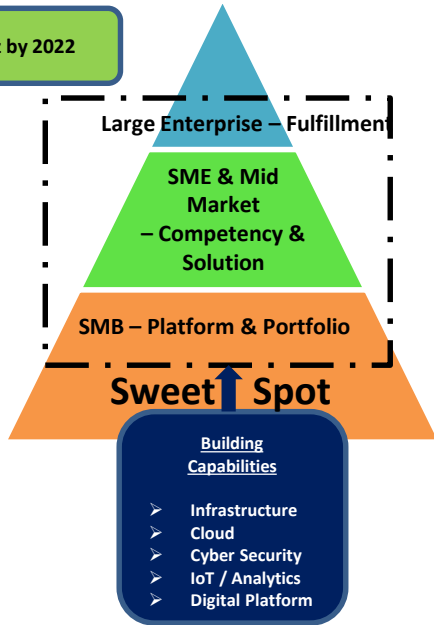 by 2022
Large Enterprise – Fulfillment
SME & Mid
Market
– Competency &
Solution
SMB – Platform & Portfolio
Sweet Spot
Building
Capabilities
➢ Infrastructure
➢ Cloud
➢ Cyber Security
➢ IoT / Analytics
➢ Digital Platform